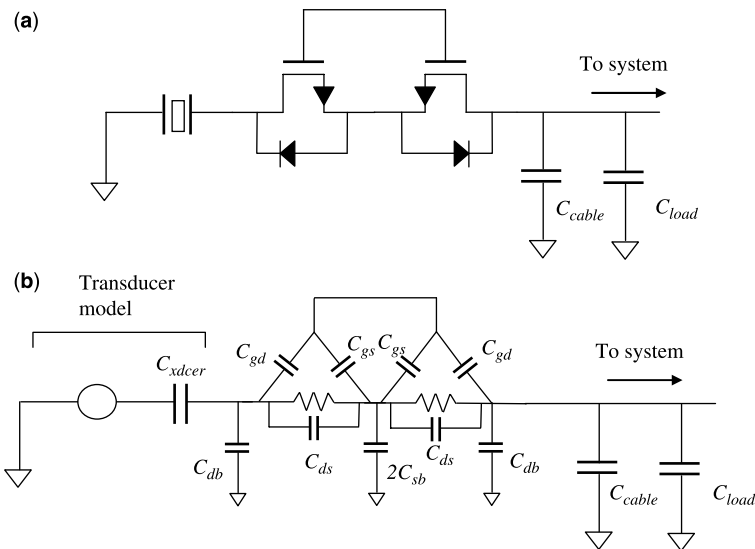 (a)
To system
C_cable
C_load
(b)
Transducer
model
C_xdcer
C_gd
C_gs
C_gs
C_gd
To system
C_db
C_ds
2C_sb
C_ds
C_db
C_cable
C_load